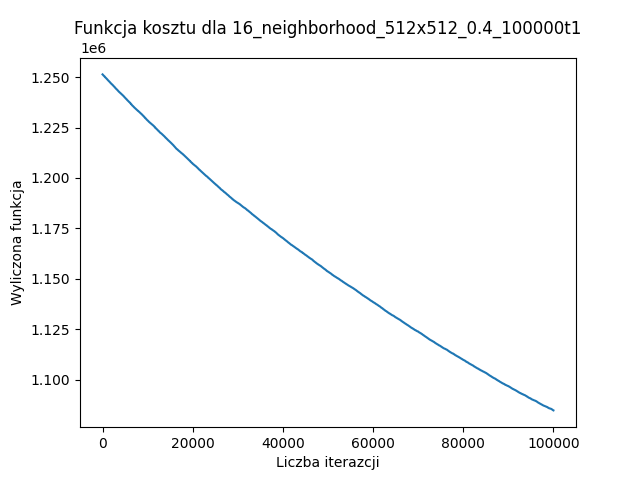 Funkcja kosztu dla 16_neighborhood_512x512_0.4_100000t1
1e6
1.250
1.225
1.200
1.175
1.150
1.125
1.100
Wyliczona funkcja
0 20000 40000 60000 80000 100000
Liczba iterazcji